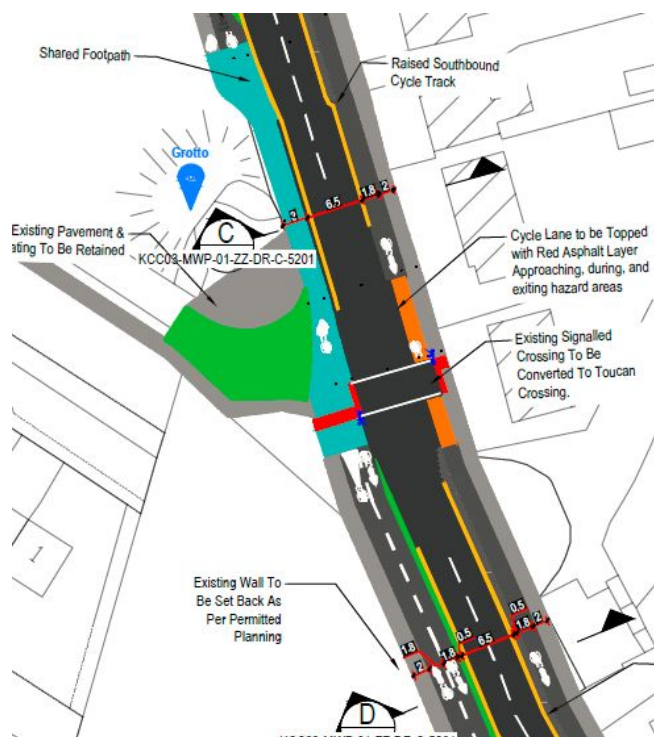 Shared Footpath
Raised Southbound
Cycle Track
Grotto
3
6.5
1.8
2
Existing Pavement &
ating To Be Retained
C
KCC03-MWP-01-ZZ-DR-C-5201
Cycle Lane to be Topped
with Red Asphalt Layer
Approaching, during, and
exiting hazard areas
Existing Signalled
Crossing To Be
Converted To Toucan
Crossing.
1
Existing Wall To
Be Set Back As
Per Permitted
Planning
1.8
2
1.8
0.5
6.5
0.5
1.8
2
D